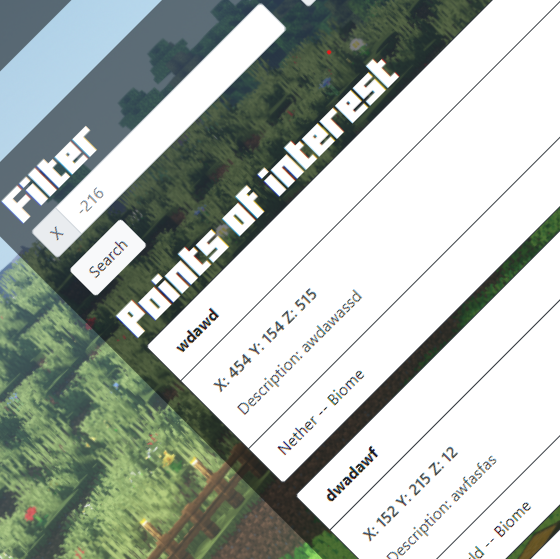 Filter
X -216
Search
Points of interest
wdawd
X: 454 Y: 154 Z: 515
Description: awdawassd
Nether -- Biome
dwadawf
X: 152 Y: 215 Z: 12
Description: awfasfas
ld -- Biome